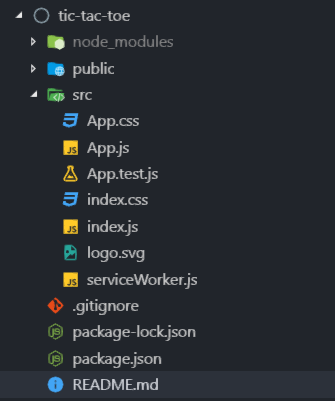 tic-tac-toe
node_modules
public
src
App.css
App.js
App.test.js
index.css
index.js
logo.svg
serviceWorker.js
.gitignore
package-lock.json
package.json
README.md